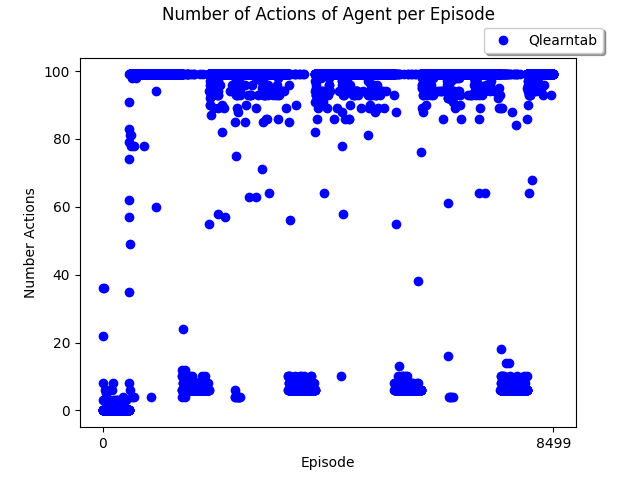 Number of Actions of Agent per Episode
Qlearntab
100
80
60
40
20
0
Number Actions
0
8499
Episode